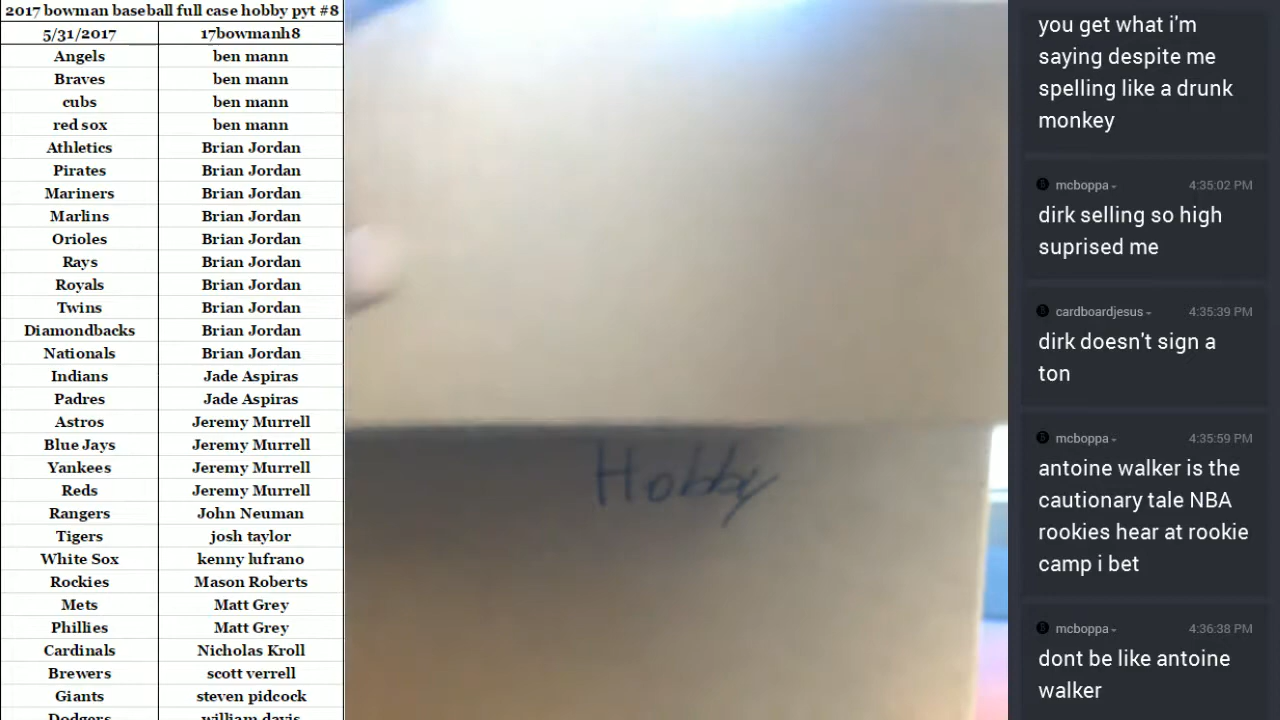 2017 bowman baseball full case hobby pyt #8
5/31/2017 17bowmanh8
Angels ben mann
Braves ben mann
cubs ben mann
red sox ben mann
Athletics Brian Jordan
Pirates Brian Jordan
Mariners Brian Jordan
Marlins Brian Jordan
Orioles Brian Jordan
Rays Brian Jordan
Royals Brian Jordan
Twins Brian Jordan
Diamondbacks Brian Jordan
Nationals Brian Jordan
Indians Jade Aspiras
Padres Jade Aspiras
Astros Jeremy Murrell
Blue Jays Jeremy Murrell
Yankees Jeremy Murrell
Reds Jeremy Murrell
Rangers John Neuman
Tigers josh taylor
White Sox kenny lufrano
Rockies Mason Roberts
Mets Matt Grey
Phillies Matt Grey
Cardinals Nicholas Kroll
Brewers scott verrell
Giants steven pidcock
Dodgers william davis
Hobby
you get what i'm
saying despite me
spelling like a drunk
monkey
mcboppa 4:35:02 PM
dirk selling so high
suprised me
cardboardjesus 4:35:39 PM
dirk doesn't sign a
ton
mcboppa 4:35:59 PM
antoine walker is the
cautionary tale NBA
rookies hear at rookie
camp i bet
mcboppa 4:36:38 PM
dont be like antoine
walker